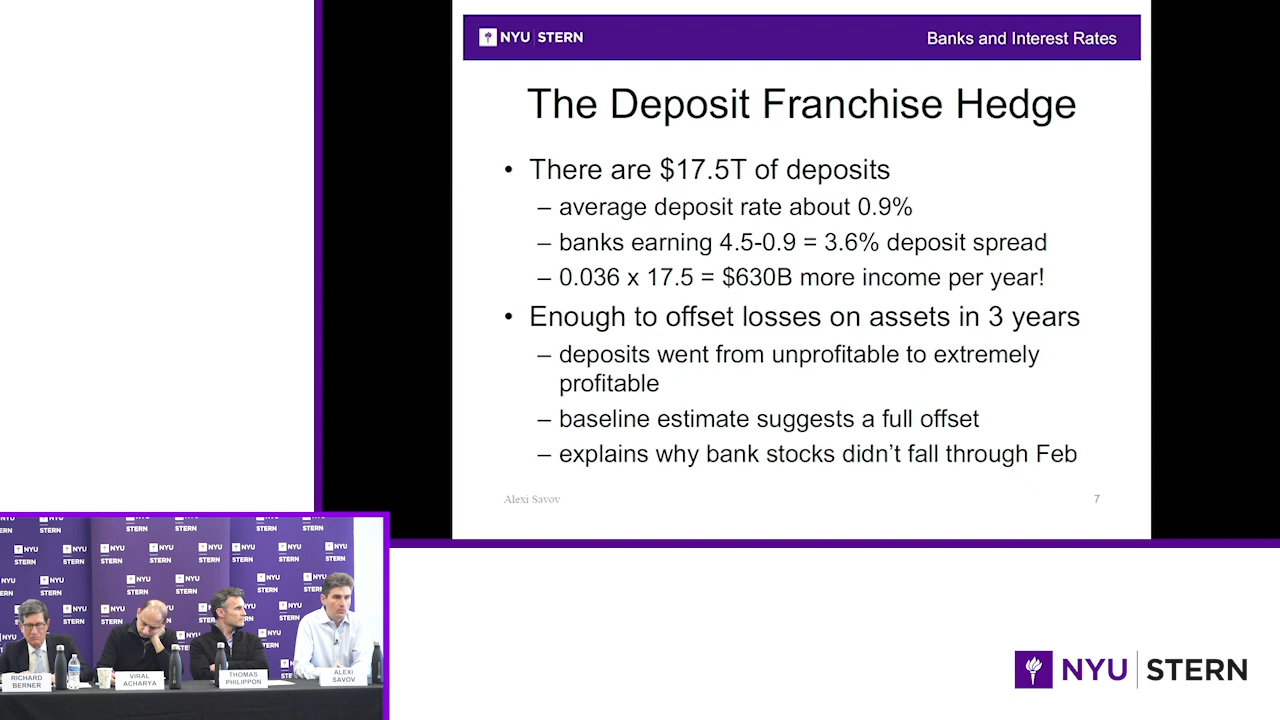 NYU STERN
Banks and Interest Rates
The Deposit Franchise Hedge
• There are $17.5T of deposits
– average deposit rate about 0.9%
– banks earning 4.5-0.9 = 3.6% deposit spread
– 0.036 x 17.5 = $630B more income per year!
• Enough to offset losses on assets in 3 years
– deposits went from unprofitable to extremely
profitable
– baseline estimate suggests a full offset
– explains why bank stocks didn't fall through Feb
Alexi Savov
7
RICHARD
BERNER
VIRAL
ACHARYA
THOMAS
PHILIPPON
ALEXI
SAVOV
NYU STERN